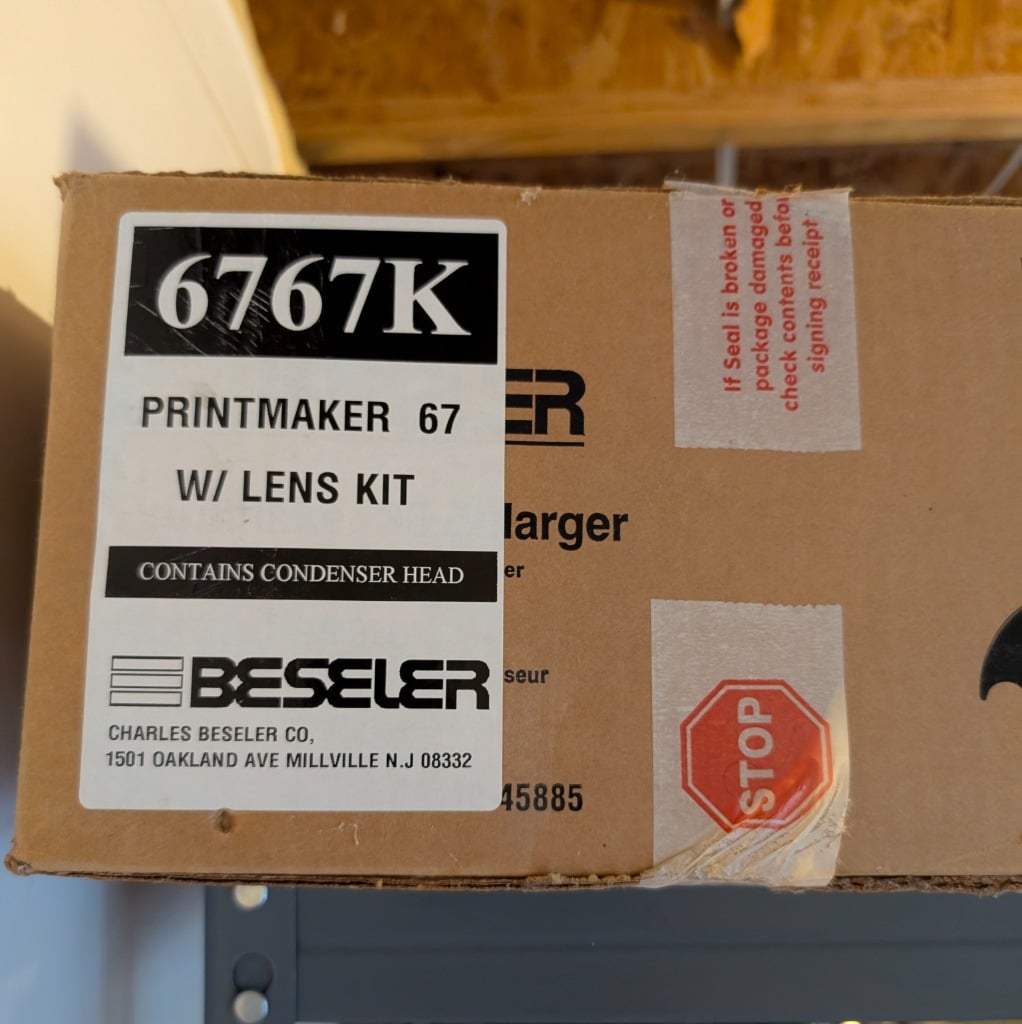 6767K
PRINTMAKER 67
W/ LENS KIT
CONTAINS CONDENSER HEAD
BESELER
CHARLES BESELER CO,
1501 OAKLAND AVE MILLVILLE N.J 08332
ER
larger
er
seur
45885
If Seal is broken or
package damaged
check contents befo
signing receipt
STOP